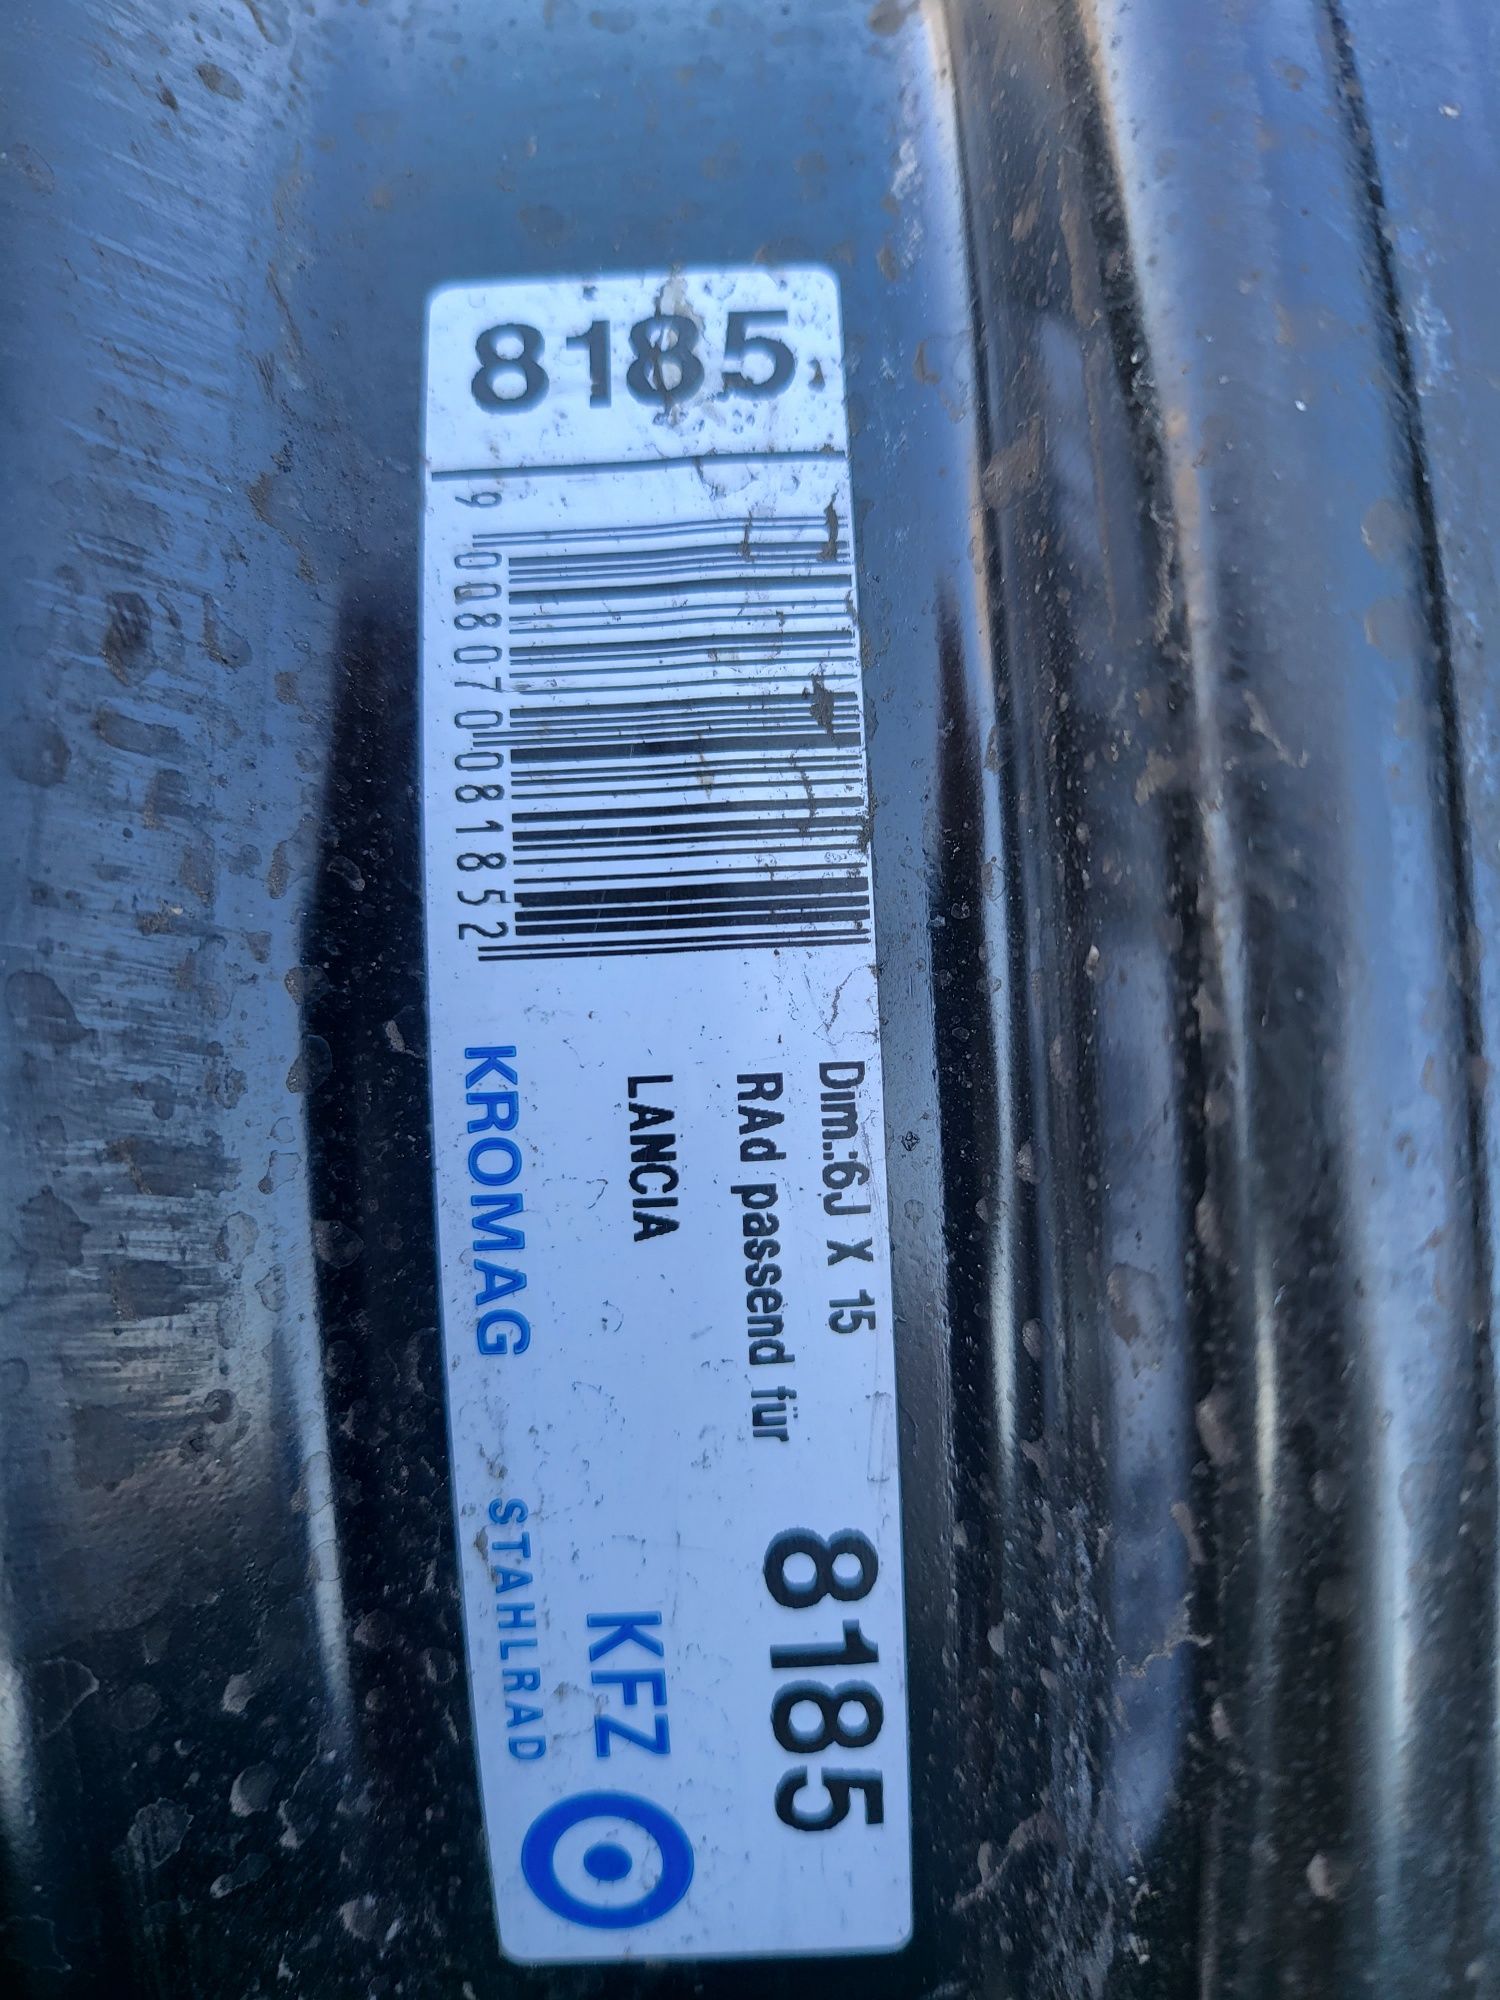 8185
9 008070 081852
Dim.:6J X 15
RAd passend für
LANCIA
KROMAG
STAHLRAD
8185
KFZ